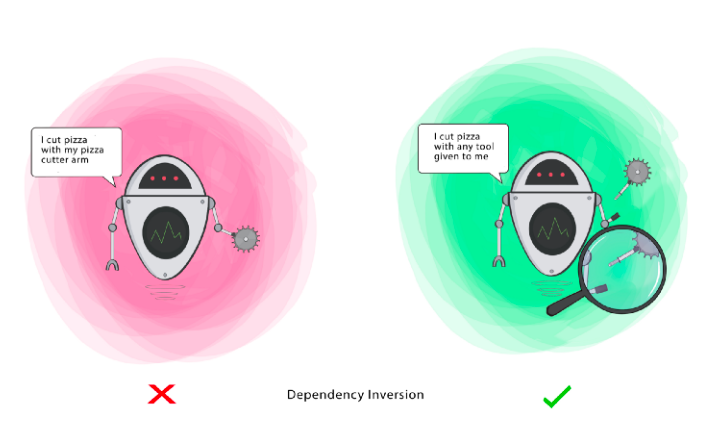 I cut pizza
with my pizza
cutter arm
I cut pizza
with any tool
given to me
Dependency Inversion